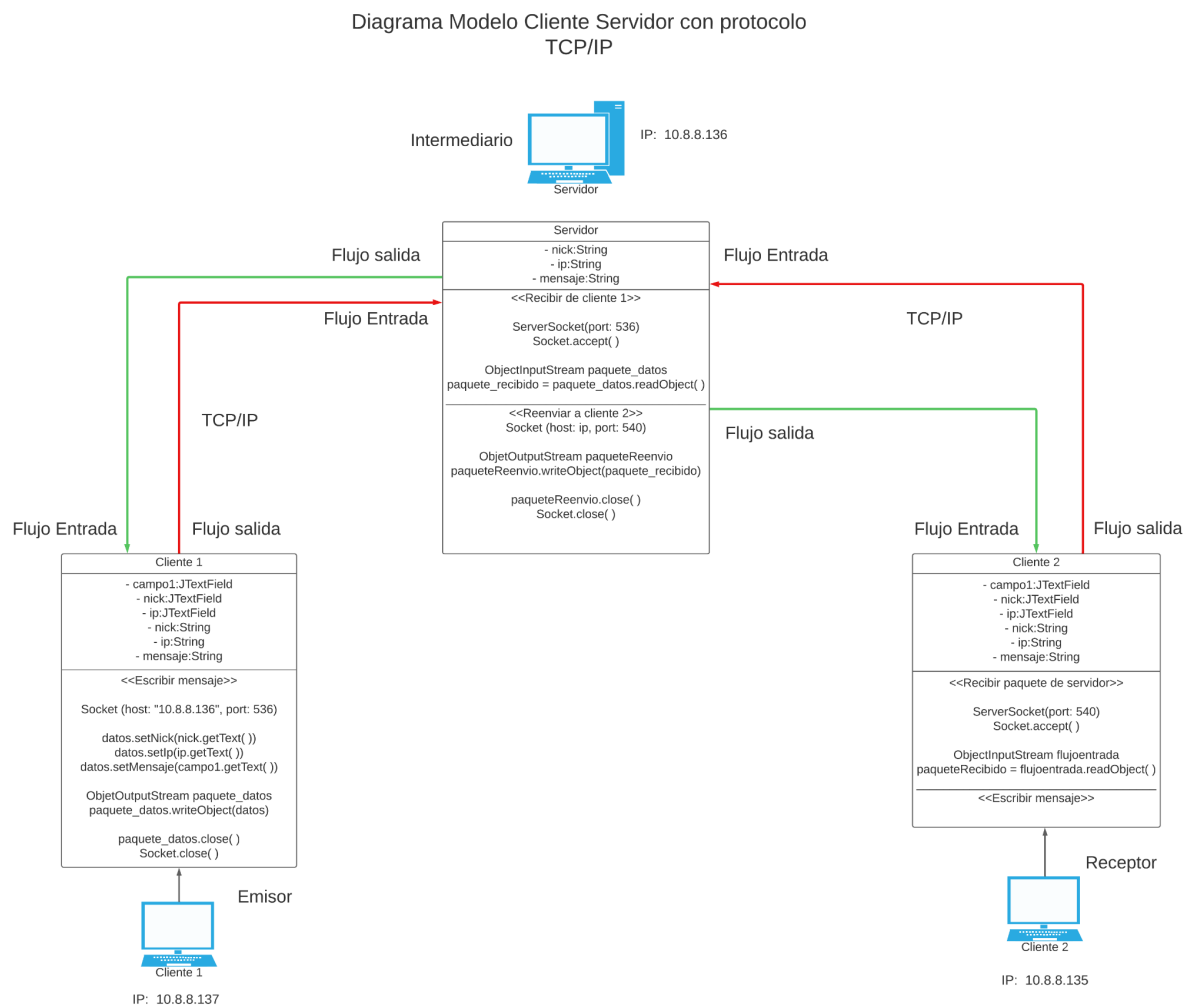 Diagrama Modelo Cliente Servidor con protocolo
TCP/IP
Intermediario
IP:  10.8.8.136
Servidor
Servidor
- nick:String
- ip:String
- mensaje:String
<<Recibir de cliente 1>>
ServerSocket(port: 536)
Socket.accept( )
ObjectInputStream paquete_datos
paquete_recibido = paquete_datos.readObject( )
<<Reenviar a cliente 2>>
Socket (host: ip, port: 540)
ObjetOutputStream paqueteReenvio
paqueteReenvio.writeObject(paquete_recibido)
paqueteReenvio.close( )
Socket.close( )
Flujo salida
Flujo Entrada
TCP/IP
Flujo Entrada
Flujo salida
Flujo Entrada
TCP/IP
Flujo salida
Flujo Entrada
Flujo salida
Cliente 1
- campo1:JTextField
- nick:JTextField
- ip:JTextField
- nick:String
- ip:String
- mensaje:String
<<Escribir mensaje>>
Socket (host: "10.8.8.136", port: 536)
datos.setNick(nick.getText( ))
datos.setIp(ip.getText( ))
datos.setMensaje(campo1.getText( ))
ObjetOutputStream paquete_datos
paquete_datos.writeObject(datos)
paquete_datos.close( )
Socket.close( )
Emisor
Cliente 1
IP:  10.8.8.137
Cliente 2
- campo1:JTextField
- nick:JTextField
- ip:JTextField
- nick:String
- ip:String
- mensaje:String
<<Recibir paquete de servidor>>
ServerSocket(port: 540)
Socket.accept( )
ObjectInputStream flujoentrada
paqueteRecibido = flujoentrada.readObject( )
<<Escribir mensaje>>
Receptor
Cliente 2
IP:  10.8.8.135